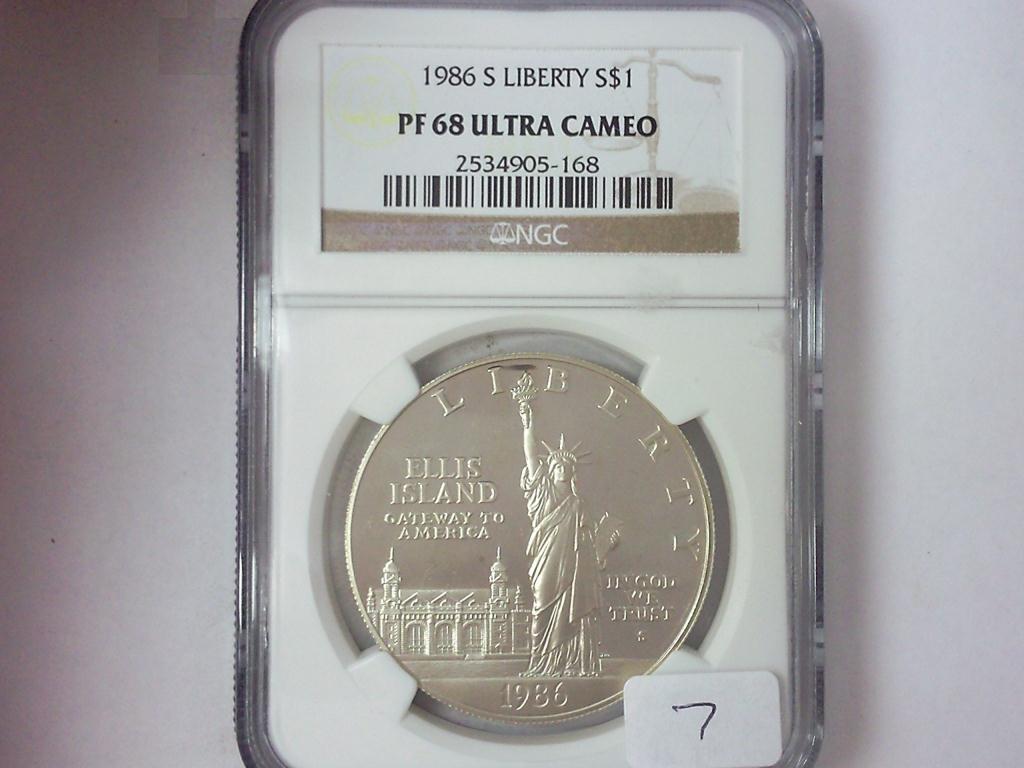 1986 S LIBERTY S$1
PF 68 ULTRA CAMEO
2534905-168
NGC
LIBERTY
ELLIS
ISLAND
GATEWAY TO
AMERICA
IN GOD
WE
TRUST
S
1986
7